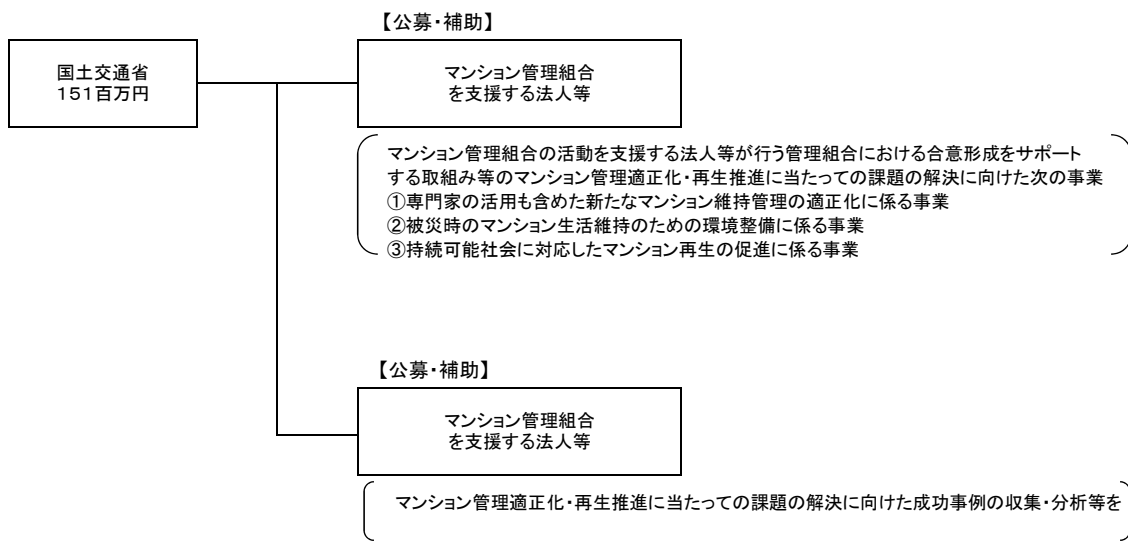 【公募・補助】
国土交通省
１５１百万円
マンション管理組合
を支援する法人等
マンション管理組合の活動を支援する法人等が行う管理組合における合意形成をサポート
する取組み等のマンション管理適正化・再生推進に当たっての課題の解決に向けた次の事業
①専門家の活用も含めた新たなマンション維持管理の適正化に係る事業
②被災時のマンション生活維持のための環境整備に係る事業
③持続可能社会に対応したマンション再生の促進に係る事業
【公募・補助】
マンション管理組合
を支援する法人等
マンション管理適正化・再生推進に当たっての課題の解決に向けた成功事例の収集・分析等を